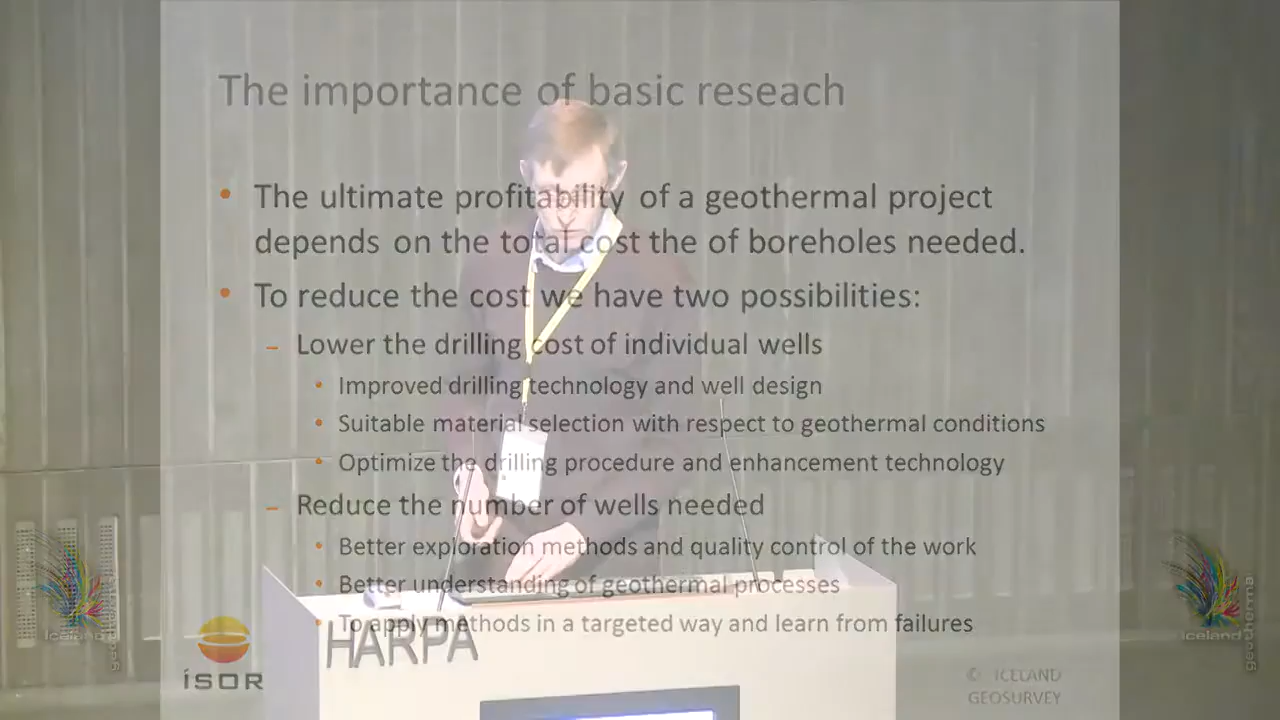 The importance of basic reseach
• The ultimate profitability of a geothermal project
depends on the total cost the of boreholes needed.
• To reduce the cost we have two possibilities:
– Lower the drilling cost of individual wells
• Improved drilling technology and well design
• Suitable material selection with respect to geothermal conditions
• Optimize the drilling procedure and enhancement technology
– Reduce the number of wells needed
• Better exploration methods and quality control of the work
• Better understanding of geothermal processes
• To apply methods in a targeted way and learn from failures
HARPA
ÍSOR
© ICELAND
GEOSURVEY
Iceland
geotherma
Iceland